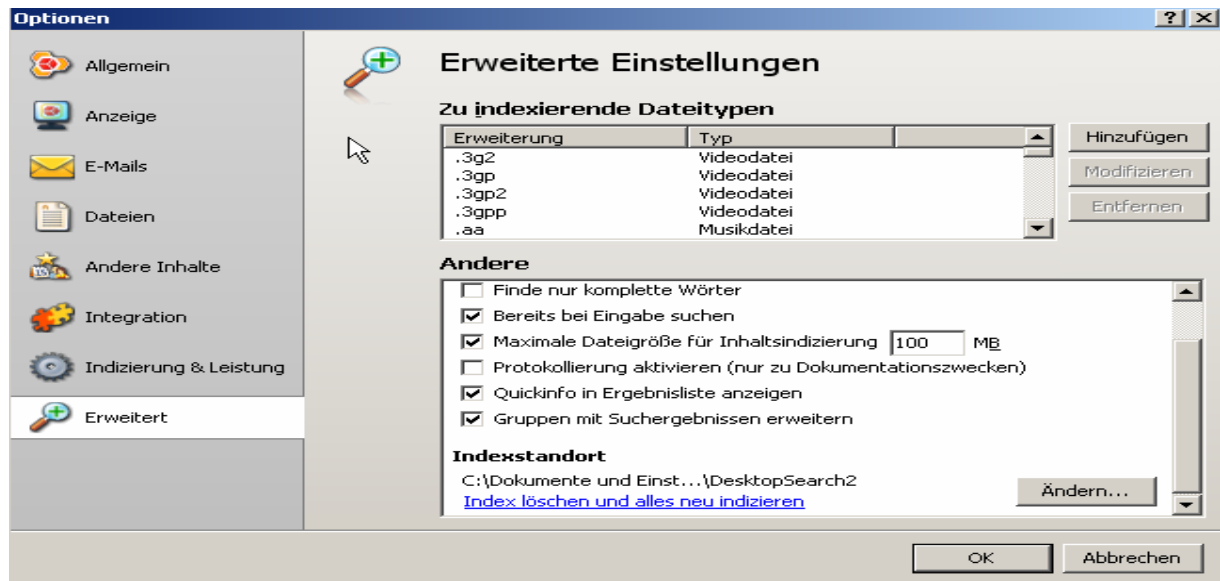 Optionen
Allgemein
Anzeige
E-Mails
Dateien
Andere Inhalte
Integration
Indizierung & Leistung
Erweitert
Erweiterte Einstellungen
Zu indexierende Dateitypen
Erweiterung Typ
.3g2 Videodatei
.3gp Videodatei
.3gp2 Videodatei
.3gpp Videodatei
.aa Musikdatei
Hinzufügen
Modifizieren
Entfernen
Andere
Finde nur komplette Wörter
Bereits bei Eingabe suchen
Maximale Dateigröße für Inhaltsindizierung 100 MB
Protokollierung aktivieren (nur zu Dokumentationszwecken)
Quickinfo in Ergebnisliste anzeigen
Gruppen mit Suchergebnissen erweitern
Indexstandort
C:\Dokumente und Einst...\DesktopSearch2
Index löschen und alles neu indizieren
Ändern...
OK Abbrechen